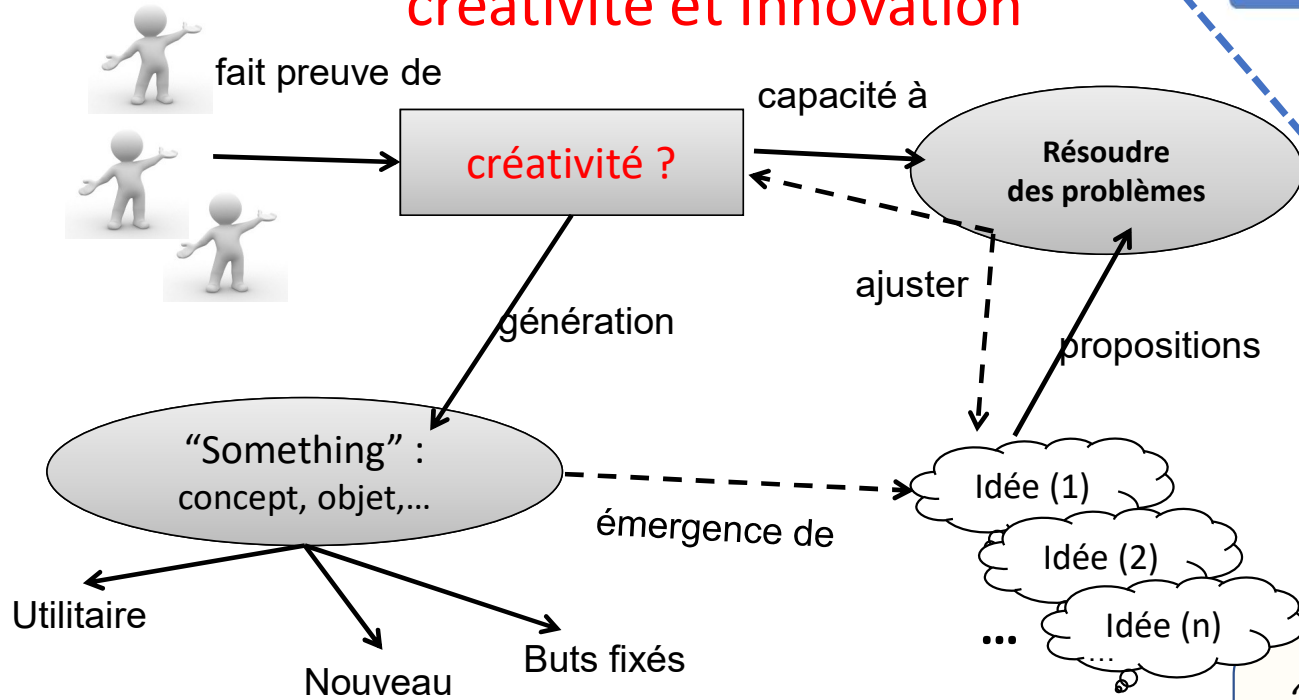 créativité et innovation
fait preuve de
capacité à
créativité ?
Résoudre
des problèmes
ajuster
génération
propositions
“Something” :
concept, objet,…
Idée (1)
émergence de
Idée (2)
Utilitaire
Idée (n)
...
…
Buts fixés
Nouveau